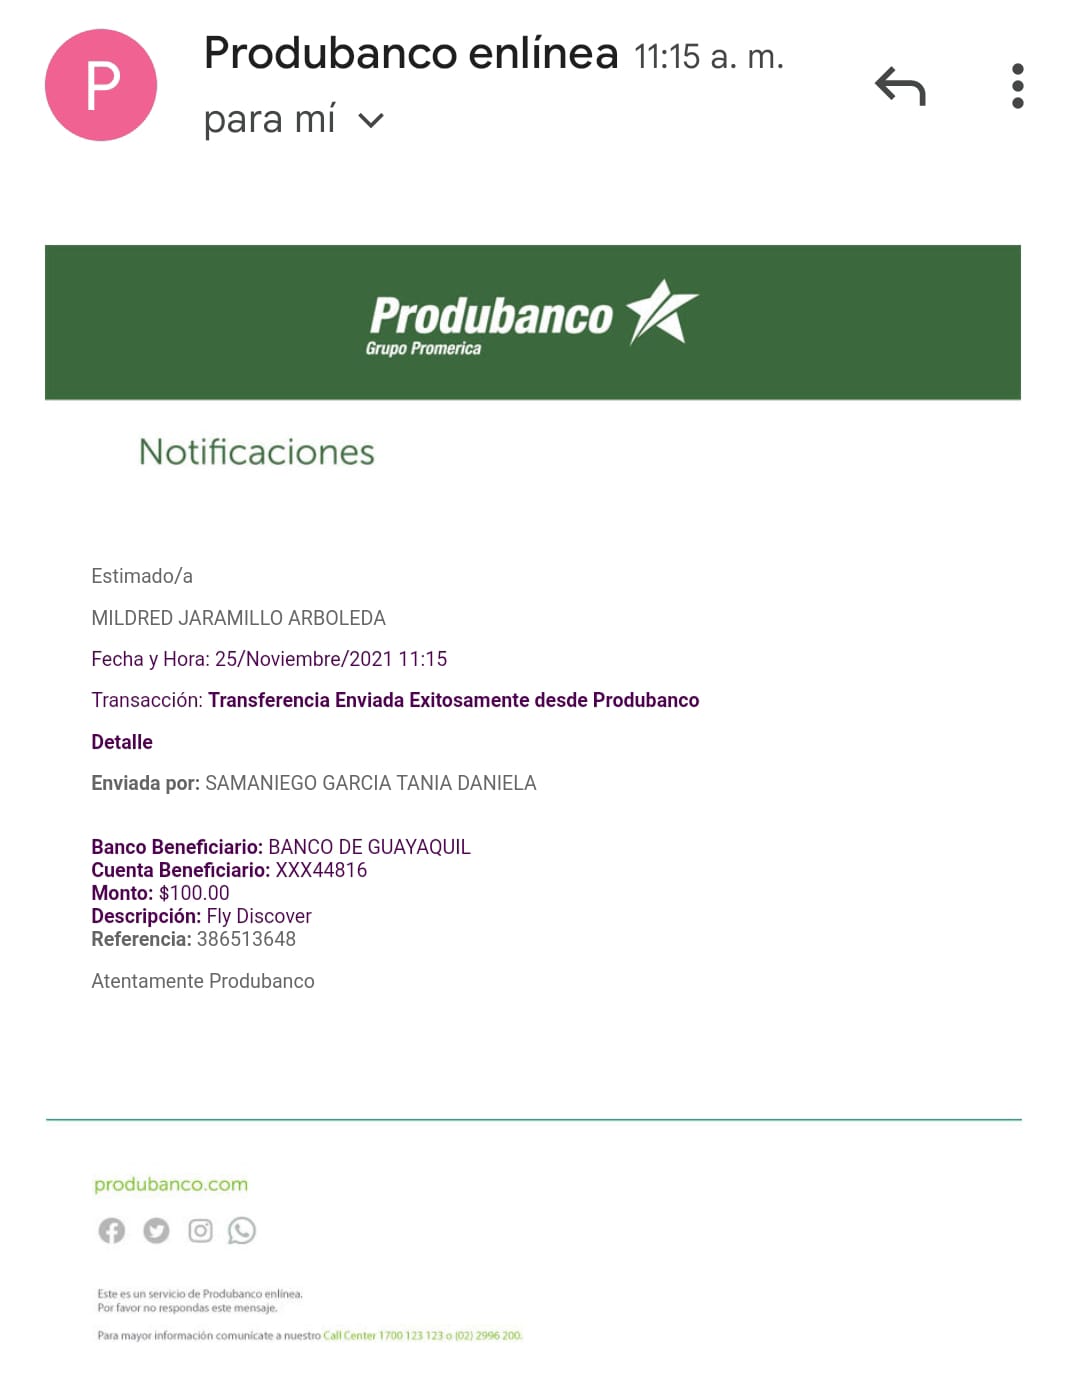 P
Produbanco enlínea 11:15 a. m.
para mí
Produbanco
Grupo Promerica
Notificaciones
Estimado/a
MILDRED JARAMILLO ARBOLEDA
Fecha y Hora: 25/Noviembre/2021 11:15
Transacción: Transferencia Enviada Exitosamente desde Produbanco
Detalle
Enviada por: SAMANIEGO GARCIA TANIA DANIELA
Banco Beneficiario: BANCO DE GUAYAQUIL
Cuenta Beneficiario: XXX44816
Monto: $100.00
Descripción: Fly Discover
Referencia: 386513648
Atentamente Produbanco
produbanco.com
Este es un servicio de Produbanco enlínea.
Por favor no respondas este mensaje.
Para mayor información comunícate a nuestro Call Center 1700 123 123 o (02) 2996 200.